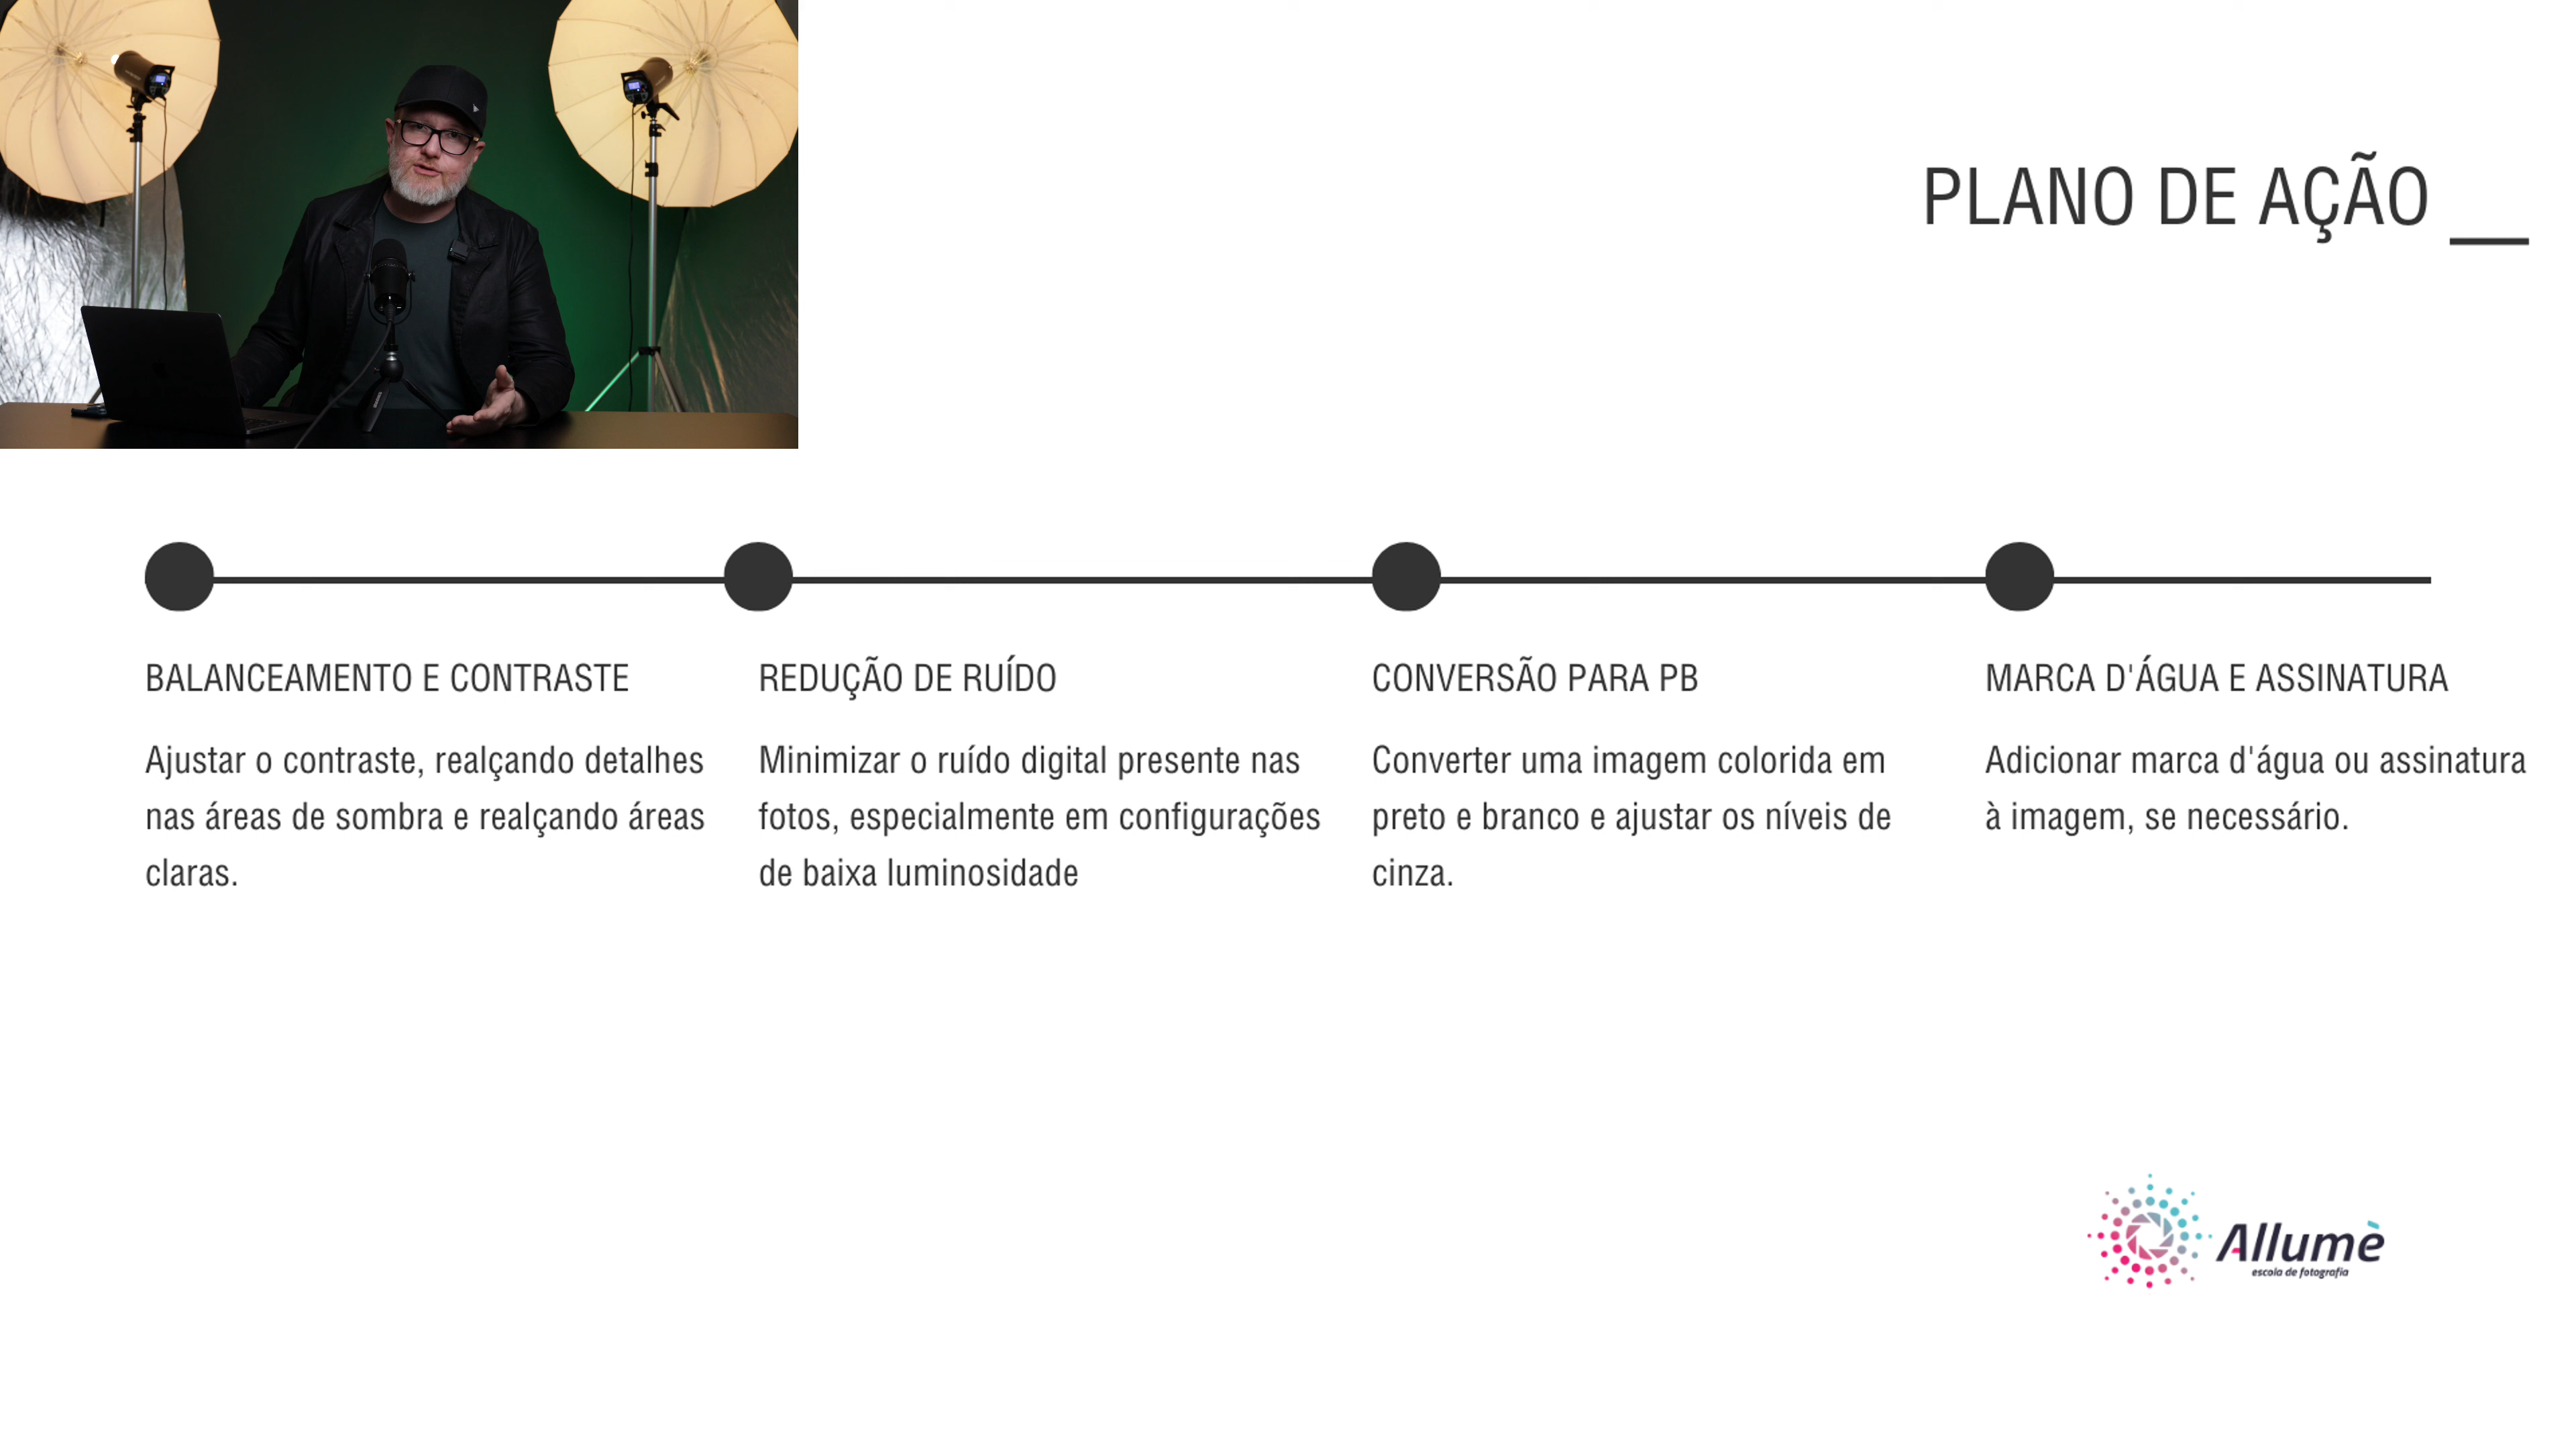 PLANO DE AÇÃO __
BALANCEAMENTO E CONTRASTE
Ajustar o contraste, realçando detalhes
nas áreas de sombra e realçando áreas
claras.
REDUÇÃO DE RUÍDO
Minimizar o ruído digital presente nas
fotos, especialmente em configurações
de baixa luminosidade
CONVERSÃO PARA PB
Converter uma imagem colorida em
preto e branco e ajustar os níveis de
cinza.
MARCA D'ÁGUA E ASSINATURA
Adicionar marca d'água ou assinatura
à imagem, se necessário.
Allumè
escola de fotografia